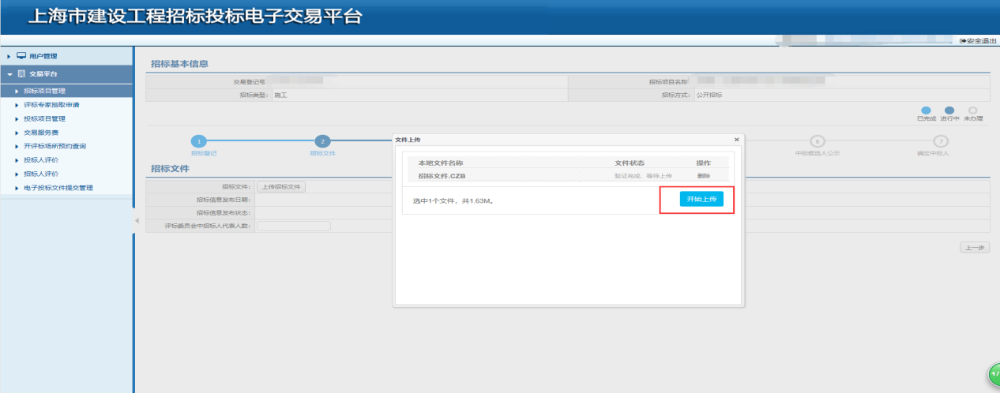 上海市建设工程招标投标电子交易平台
安全退出
用户管理
交易平台
招标项目管理
评标专家抽取申请
投标项目管理
交易服务费
开评标场所预约查询
投标人评价
招标人评价
电子投标文件提交管理
招标基本信息
交易登记号
招标项目名称:
招标类型: 施工
招标方式: 公开招标
已完成 进行中 未办理
1 2 6 7
招标登记 招标文件 中标候选人公示 确定中标人
招标文件
招标文件: 上传招标文件
招标信息发布日期:
招标信息发布状态:
评标委员会中招标人代表人数:
上一步
文件上传 ×
本地文件名称 文件状态 操作
招标文件.CZB 验证完成、等待上传 删除
选中1个文件，共1.63M。
开始上传
47